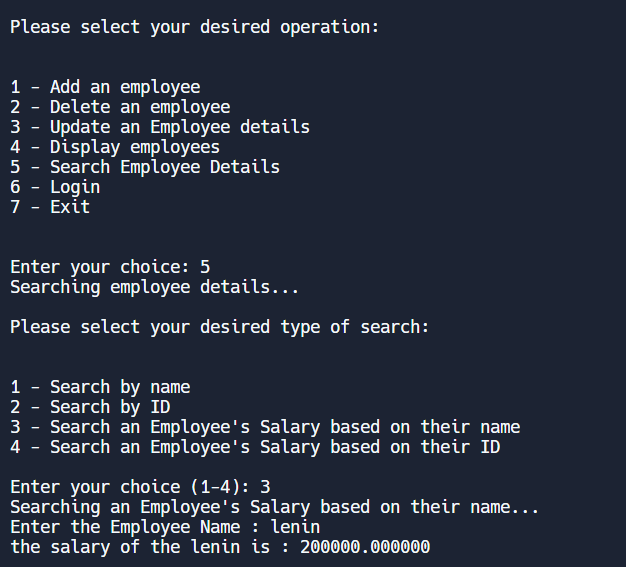 Please select your desired operation:
1 - Add an employee
2 - Delete an employee
3 - Update an Employee details
4 - Display employees
5 - Search Employee Details
6 - Login
7 - Exit
Enter your choice: 5
Searching employee details...
Please select your desired type of search:
1 - Search by name
2 - Search by ID
3 - Search an Employee's Salary based on their name
4 - Search an Employee's Salary based on their ID
Enter your choice (1-4): 3
Searching an Employee's Salary based on their name...
Enter the Employee Name : lenin
the salary of the lenin is : 200000.000000